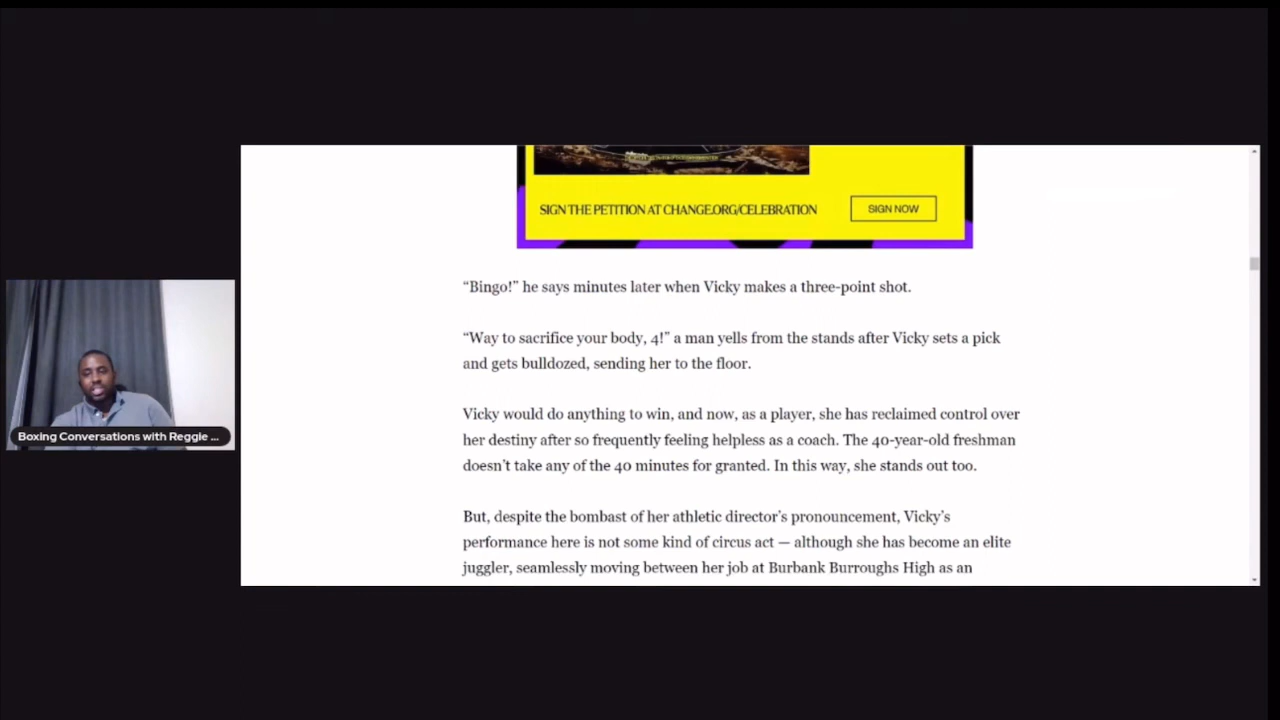 SIGN THE PETITION AT CHANGE.ORG/CELEBRATION
SIGN NOW
“Bingo!” he says minutes later when Vicky makes a three-point shot.
“Way to sacrifice your body, 4!” a man yells from the stands after Vicky sets a pick
and gets bulldozed, sending her to the floor.
Vicky would do anything to win, and now, as a player, she has reclaimed control over
her destiny after so frequently feeling helpless as a coach. The 40-year-old freshman
doesn’t take any of the 40 minutes for granted. In this way, she stands out too.
But, despite the bombast of her athletic director’s pronouncement, Vicky’s
performance here is not some kind of circus act — although she has become an elite
juggler, seamlessly moving between her job at Burbank Burroughs High as an
Boxing Conversations with Reggie ...